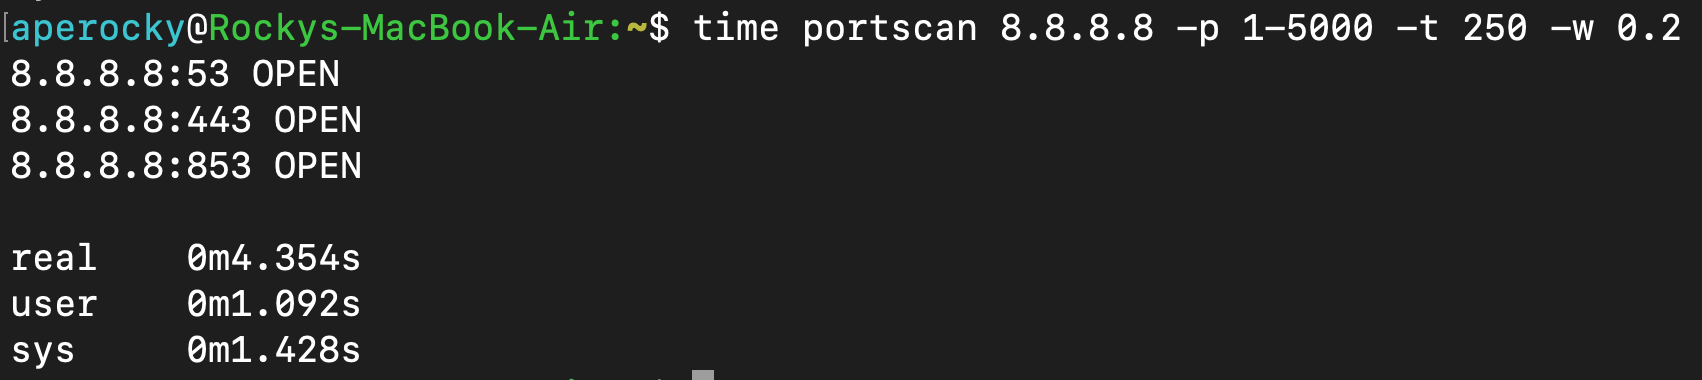 [aperocky@Rockys-MacBook-Air:~$ time portscan 8.8.8.8 -p 1-5000 -t 250 -w 0.2
8.8.8.8:53 OPEN
8.8.8.8:443 OPEN
8.8.8.8:853 OPEN
real 0m4.354s
user 0m1.092s
sys 0m1.428s